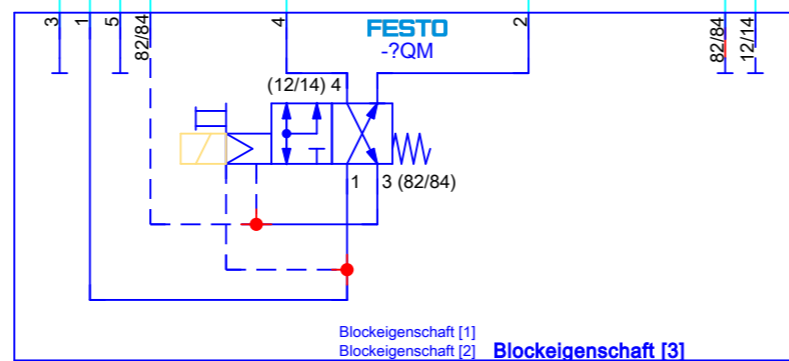 3
1
5
82/84
4
FESTO
-?QM
2
82/84
12/14
(12/14) 4
1
3 (82/84)
Blockeigenschaft [1]
Blockeigenschaft [2]
Blockeigenschaft [3]